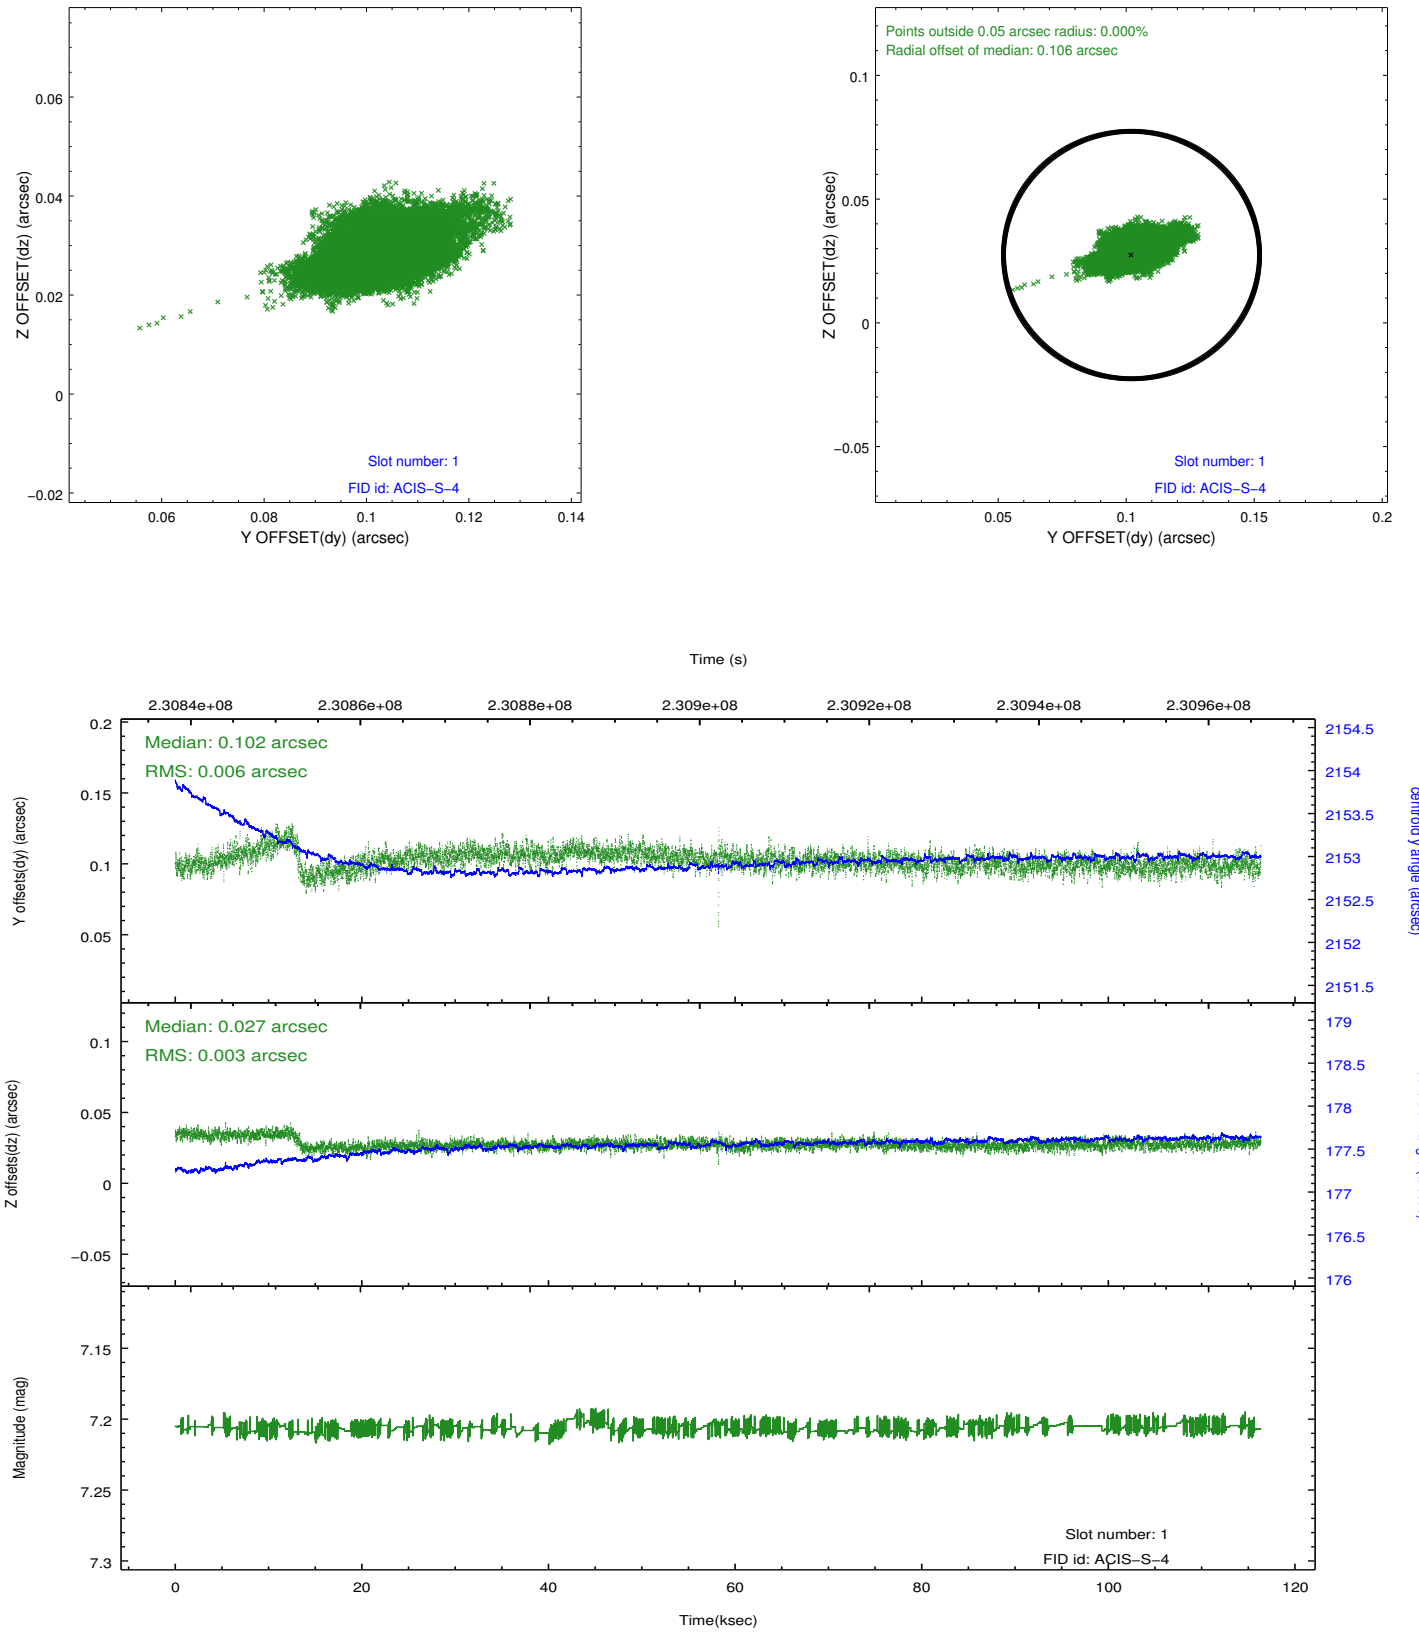 0.06
0.04
0.02
0
−0.02
Z OFFSET(dz) (arcsec)
Slot number: 1
FID id: ACIS−S−4
0.06 0.08 0.1 0.12 0.14
Y OFFSET(dy) (arcsec)
Points outside 0.05 arcsec radius: 0.000%
Radial offset of median: 0.106 arcsec
0.1
0.05
0
−0.05
Z OFFSET(dz) (arcsec)
Slot number: 1
FID id: ACIS−S−4
0.05 0.1 0.15 0.2
Y OFFSET(dy) (arcsec)
Time (s)
2.3084e+08 2.3086e+08 2.3088e+08 2.309e+08 2.3092e+08 2.3094e+08 2.3096e+08
Median: 0.102 arcsec
RMS: 0.006 arcsec
0.2
0.15
0.1
0.05
Y offsets(dy) (arcsec)
2154.5
2154
2153.5
2153
2152.5
2152
2151.5
centroid y angle (arcsec)
Median: 0.027 arcsec
RMS: 0.003 arcsec
0.1
0.05
0
−0.05
Z offsets(dz) (arcsec)
179
178.5
178
177.5
177
176.5
176
7.15
7.2
7.25
7.3
Magnitude (mag)
Slot number: 1
FID id: ACIS−S−4
0 20 40 60 80 100 120
Time(ksec)